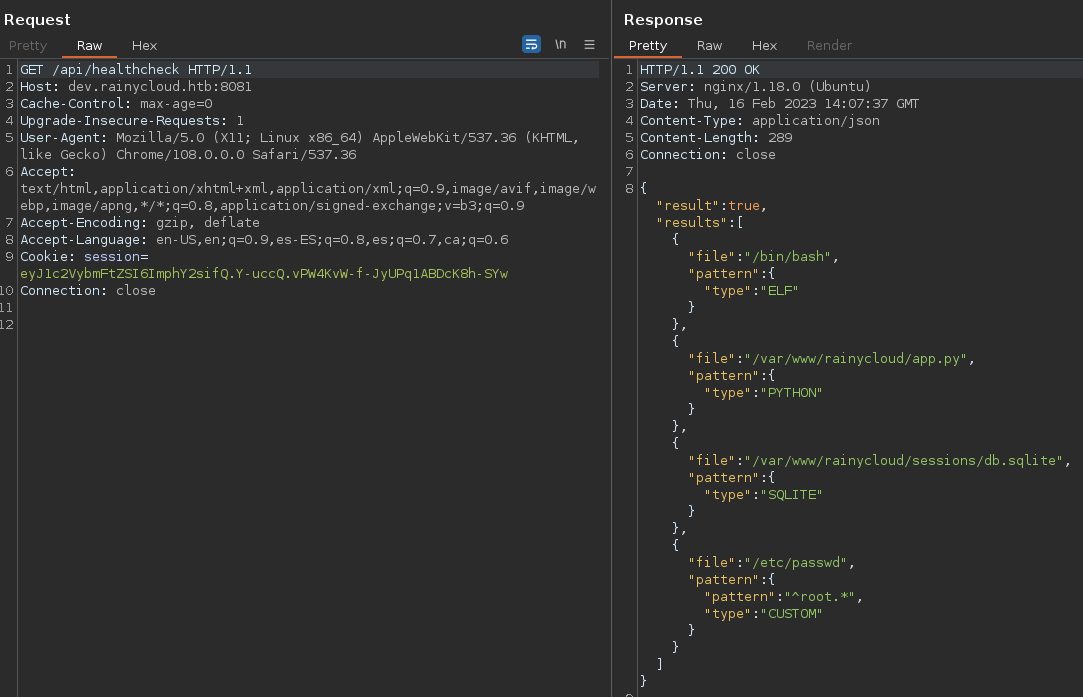 Request
Pretty Raw Hex
\n
1 GET /api/healthcheck HTTP/1.1
2 Host: dev.rainycloud.htb:8081
3 Cache-Control: max-age=0
4 Upgrade-Insecure-Requests: 1
5 User-Agent: Mozilla/5.0 (X11; Linux x86_64) AppleWebKit/537.36 (KHTML,
like Gecko) Chrome/108.0.0.0 Safari/537.36
6 Accept:
text/html,application/xhtml+xml,application/xml;q=0.9,image/avif,image/w
ebp,image/apng,*/*;q=0.8,application/signed-exchange;v=b3;q=0.9
7 Accept-Encoding: gzip, deflate
8 Accept-Language: en-US,en;q=0.9,es-ES;q=0.8,es;q=0.7,ca;q=0.6
9 Cookie: session=
eyJ1c2VybmFtZSI6ImphY2sifQ.Y-uccQ.vPW4KvW-f-JyUPq1ABDcK8h-SYw
10 Connection: close
11
12
Response
Pretty Raw Hex Render
1 HTTP/1.1 200 OK
2 Server: nginx/1.18.0 (Ubuntu)
3 Date: Thu, 16 Feb 2023 14:07:37 GMT
4 Content-Type: application/json
5 Content-Length: 289
6 Connection: close
7
8 {
"result":true,
"results":[
{
"file":"/bin/bash",
"pattern":{
"type":"ELF"
}
},
{
"file":"/var/www/rainycloud/app.py",
"pattern":{
"type":"PYTHON"
}
},
{
"file":"/var/www/rainycloud/sessions/db.sqlite",
"pattern":{
"type":"SQLITE"
}
},
{
"file":"/etc/passwd",
"pattern":{
"pattern":"^root.*",
"type":"CUSTOM"
}
}
]
}